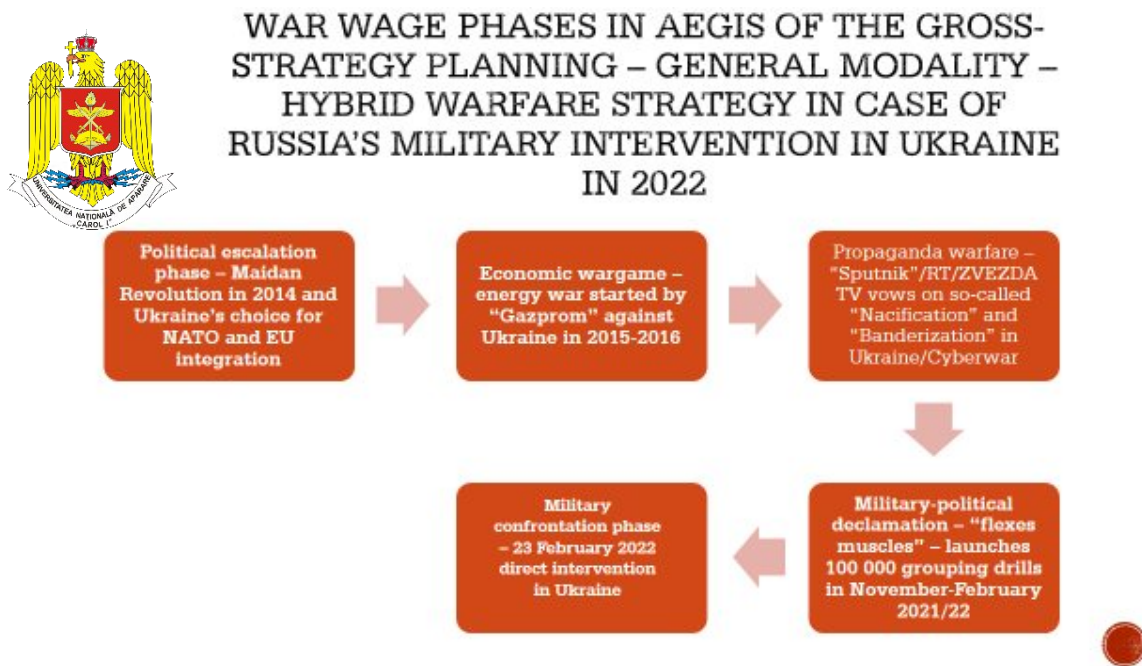 WAR WAGE PHASES IN AEGIS OF THE GROSS-
STRATEGY PLANNING – GENERAL MODALITY –
HYBRID WARFARE STRATEGY IN CASE OF
RUSSIA'S MILITARY INTERVENTION IN UKRAINE
IN 2022
UNIVERSITATEA NAȚIONALĂ DE APĂRARE
"CAROL I"
Political escalation
phase – Maidan
Revolution in 2014 and
Ukraine's choice for
NATO and EU
integration
Economic wargame –
energy war started by
"Gazprom" against
Ukraine in 2015-2016
Propaganda warfare –
"Sputnik"/RT/ZVEZDA
TV vows on so-called
"Nacification" and
"Banderization" in
Ukraine/Cyberwar
Military-political
declamation – "flexes
muscles" – launches
100 000 grouping drills
in November-February
2021/22
Military
confrontation phase
– 23 February 2022
direct intervention
in Ukraine